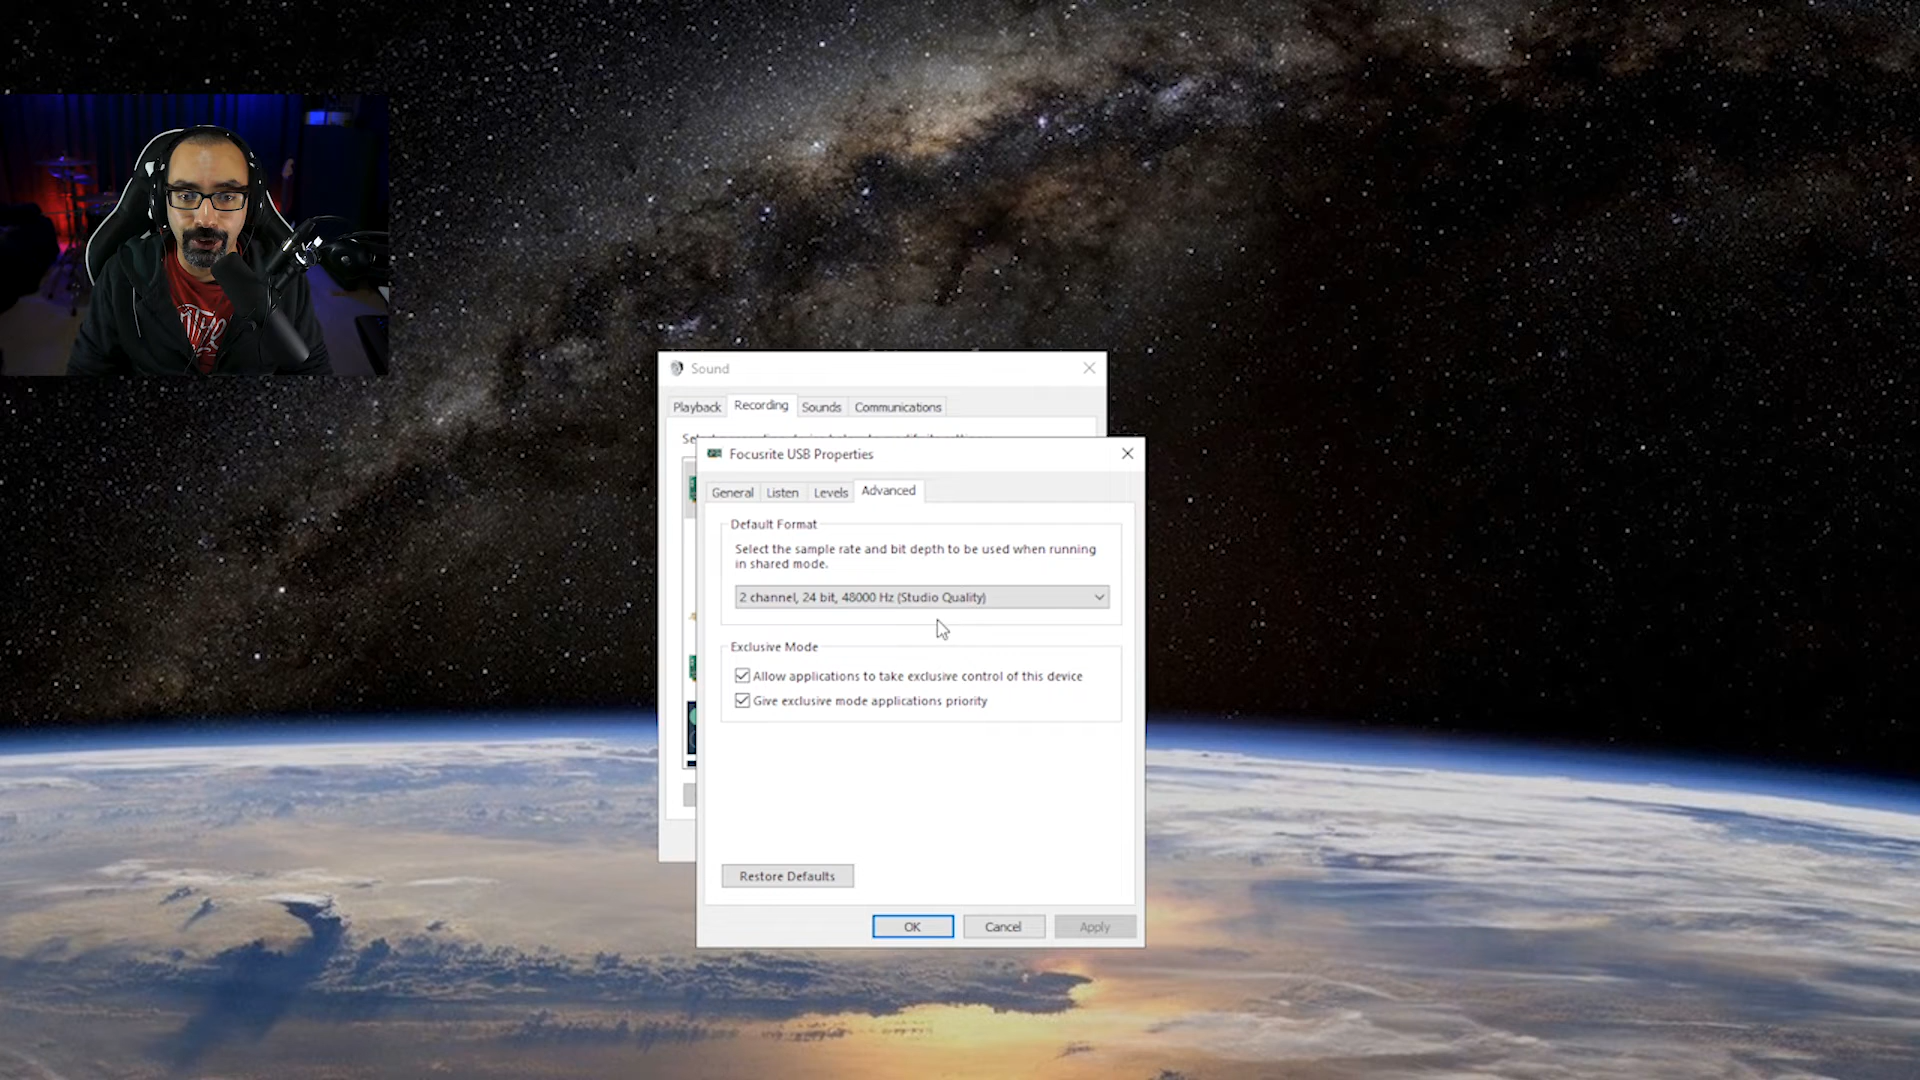 Sound
Playback Recording Sounds Communications
Focusrite USB Properties
General Listen Levels Advanced
Default Format
Select the sample rate and bit depth to be used when running
in shared mode.
2 channel, 24 bit, 48000 Hz (Studio Quality)
Exclusive Mode
Allow applications to take exclusive control of this device
Give exclusive mode applications priority
Restore Defaults
OK Cancel Apply